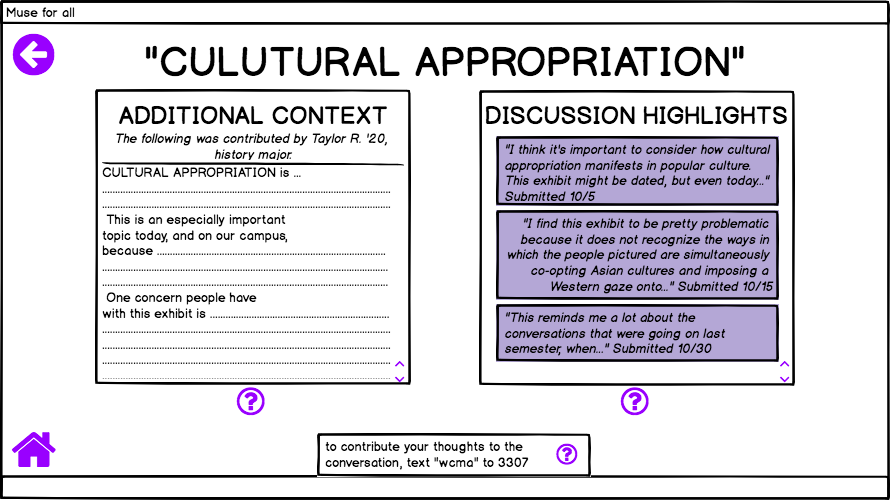 Muse for all
"CULUTURAL APPROPRIATION"
ADDITIONAL CONTEXT
The following was contributed by Taylor R. '20,
history major.
CULTURAL APPROPRIATION is ...
This is an especially important
topic today, and on our campus,
because ...
One concern people have
with this exhibit is ...
?
DISCUSSION HIGHLIGHTS
"I think it's important to consider how cultural
appropriation manifests in popular culture.
This exhibit might be dated, but even today..."
Submitted 10/5
"I find this exhibit to be pretty problematic
because it does not recognize the ways in
which the people pictured are simultaneously
co-opting Asian cultures and imposing a
Western gaze onto..." Submitted 10/15
"This reminds me a lot about the
conversations that were going on last
semester, when..." Submitted 10/30
?
to contribute your thoughts to the
conversation, text "wcma" to 3307
?